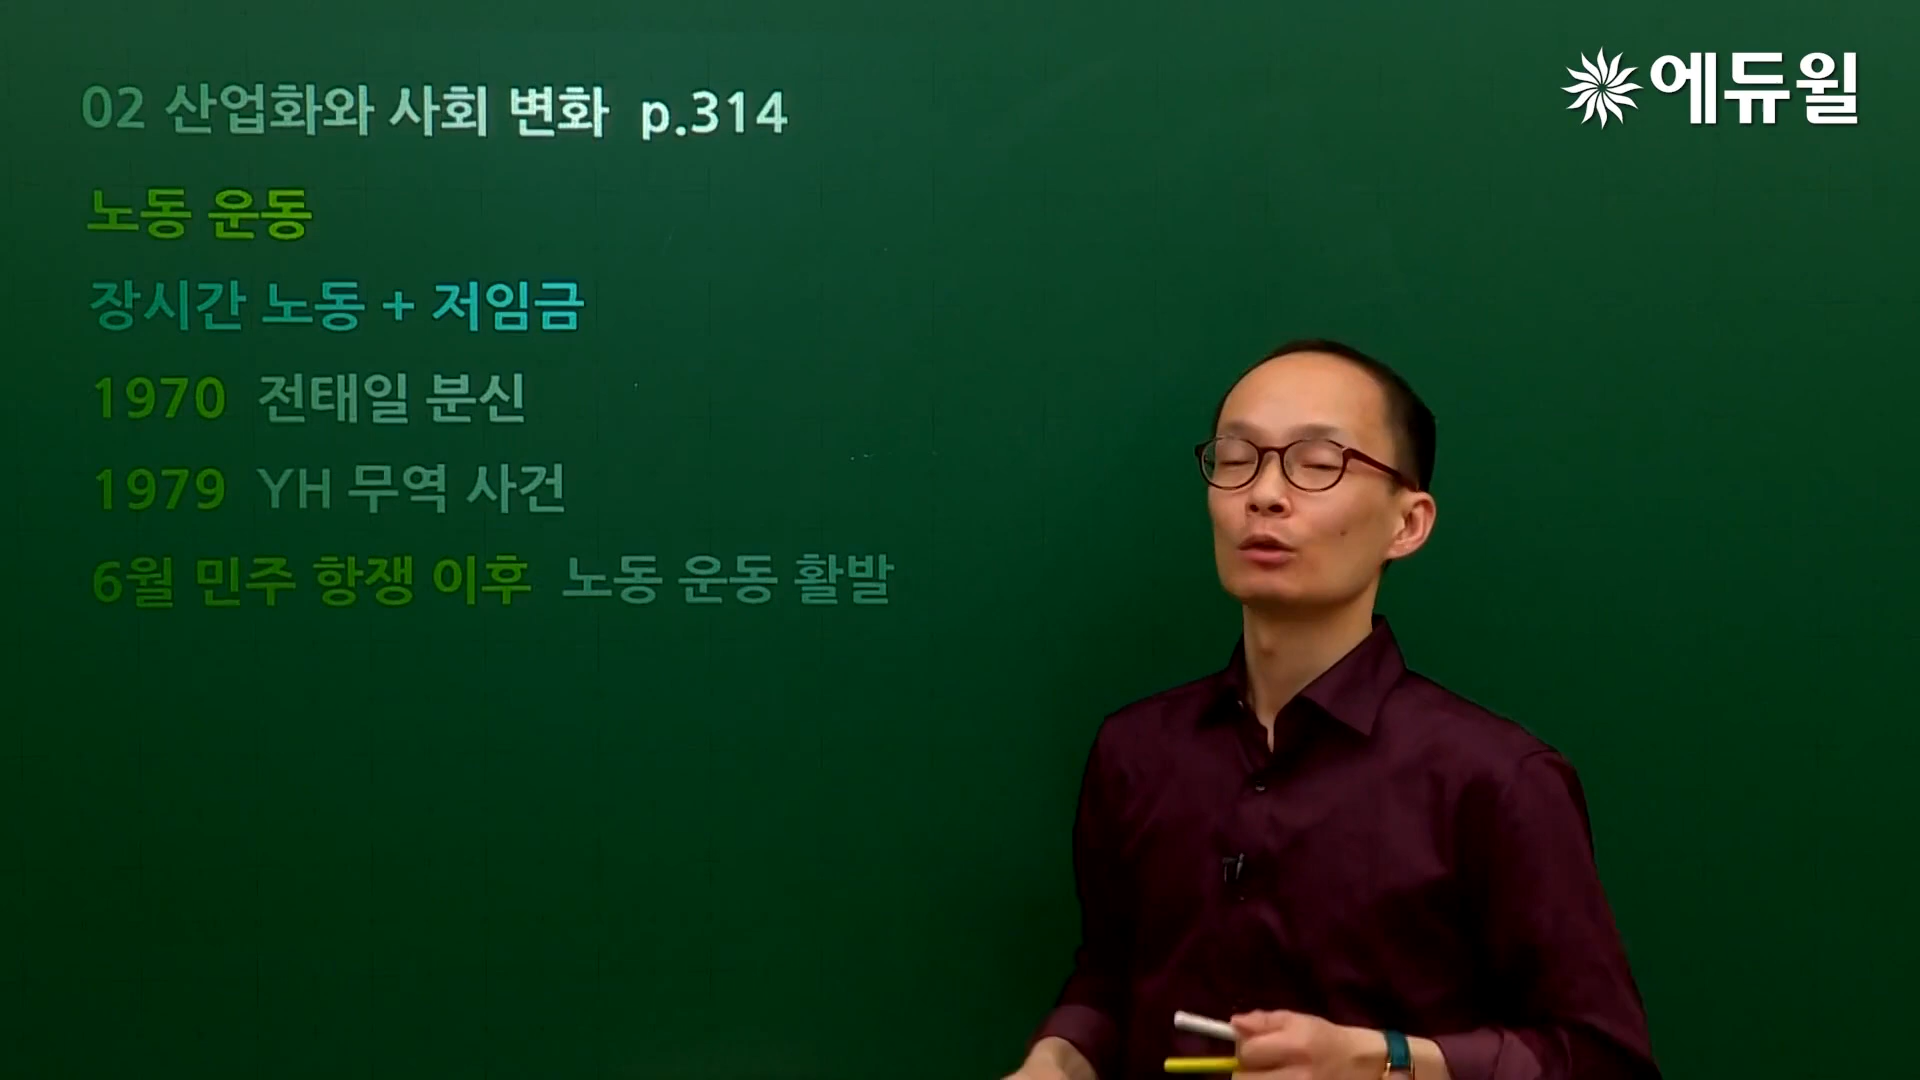 02 산업화와 사회 변화 p.314
에듀윌
노동 운동
장시간 노동 + 저임금
1970 전태일 분신
1979 YH 무역 사건
6월 민주 항쟁 이후 노동 운동 활발